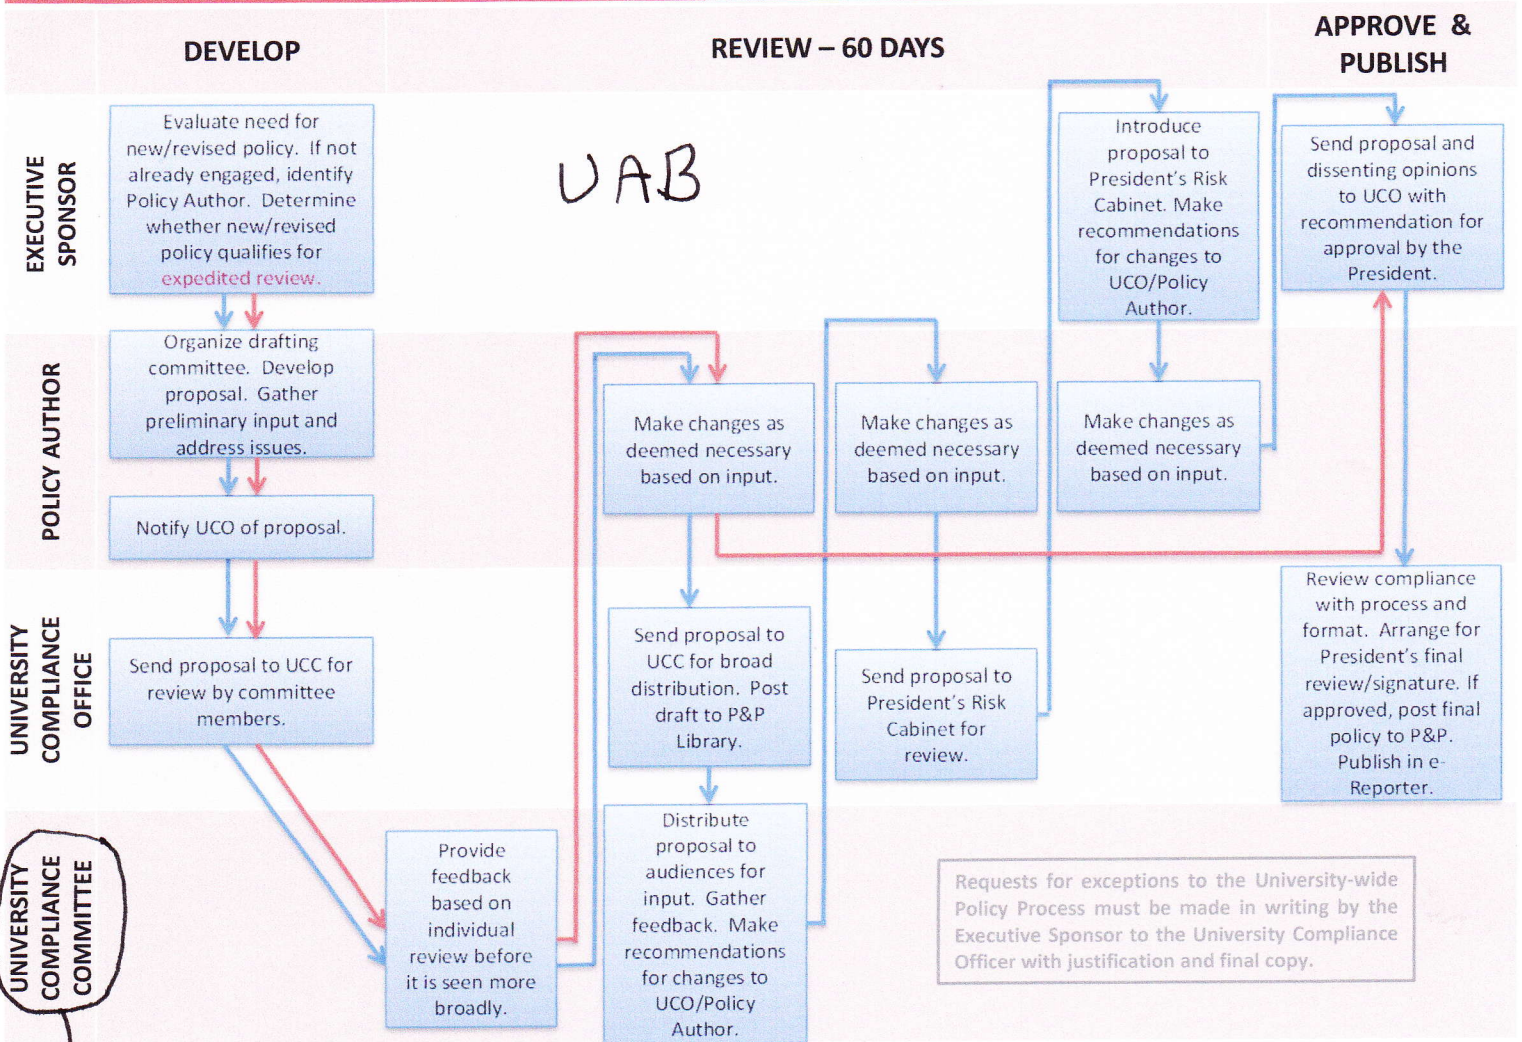 DEVELOP
REVIEW – 60 DAYS
APPROVE &
PUBLISH
EXECUTIVE
SPONSOR
Evaluate need for
new/revised policy. If not
already engaged, identify
Policy Author. Determine
whether new/revised
policy qualifies for
expedited review.
UAB
Introduce
proposal to
President's Risk
Cabinet. Make
recommendations
for changes to
UCO/Policy
Author.
Send proposal and
dissenting opinions
to UCO with
recommendation for
approval by the
President.
POLICY AUTHOR
Organize drafting
committee. Develop
proposal. Gather
preliminary input and
address issues.
Notify UCO of proposal.
Make changes as
deemed necessary
based on input.
Make changes as
deemed necessary
based on input.
Make changes as
deemed necessary
based on input.
UNIVERSITY
COMPLIANCE
OFFICE
Send proposal to UCC for
review by committee
members.
Send proposal to
UCC for broad
distribution. Post
draft to P&P
Library.
Send proposal to
President's Risk
Cabinet for
review.
Review compliance
with process and
format. Arrange for
President's final
review/signature. If
approved, post final
policy to P&P.
Publish in e-
Reporter.
UNIVERSITY
COMPLIANCE
COMMITTEE
Provide
feedback
based on
individual
review before
it is seen more
broadly.
Distribute
proposal to
audiences for
input. Gather
feedback. Make
recommendations
for changes to
UCO/Policy
Author.
Requests for exceptions to the University-wide
Policy Process must be made in writing by the
Executive Sponsor to the University Compliance
Officer with justification and final copy.